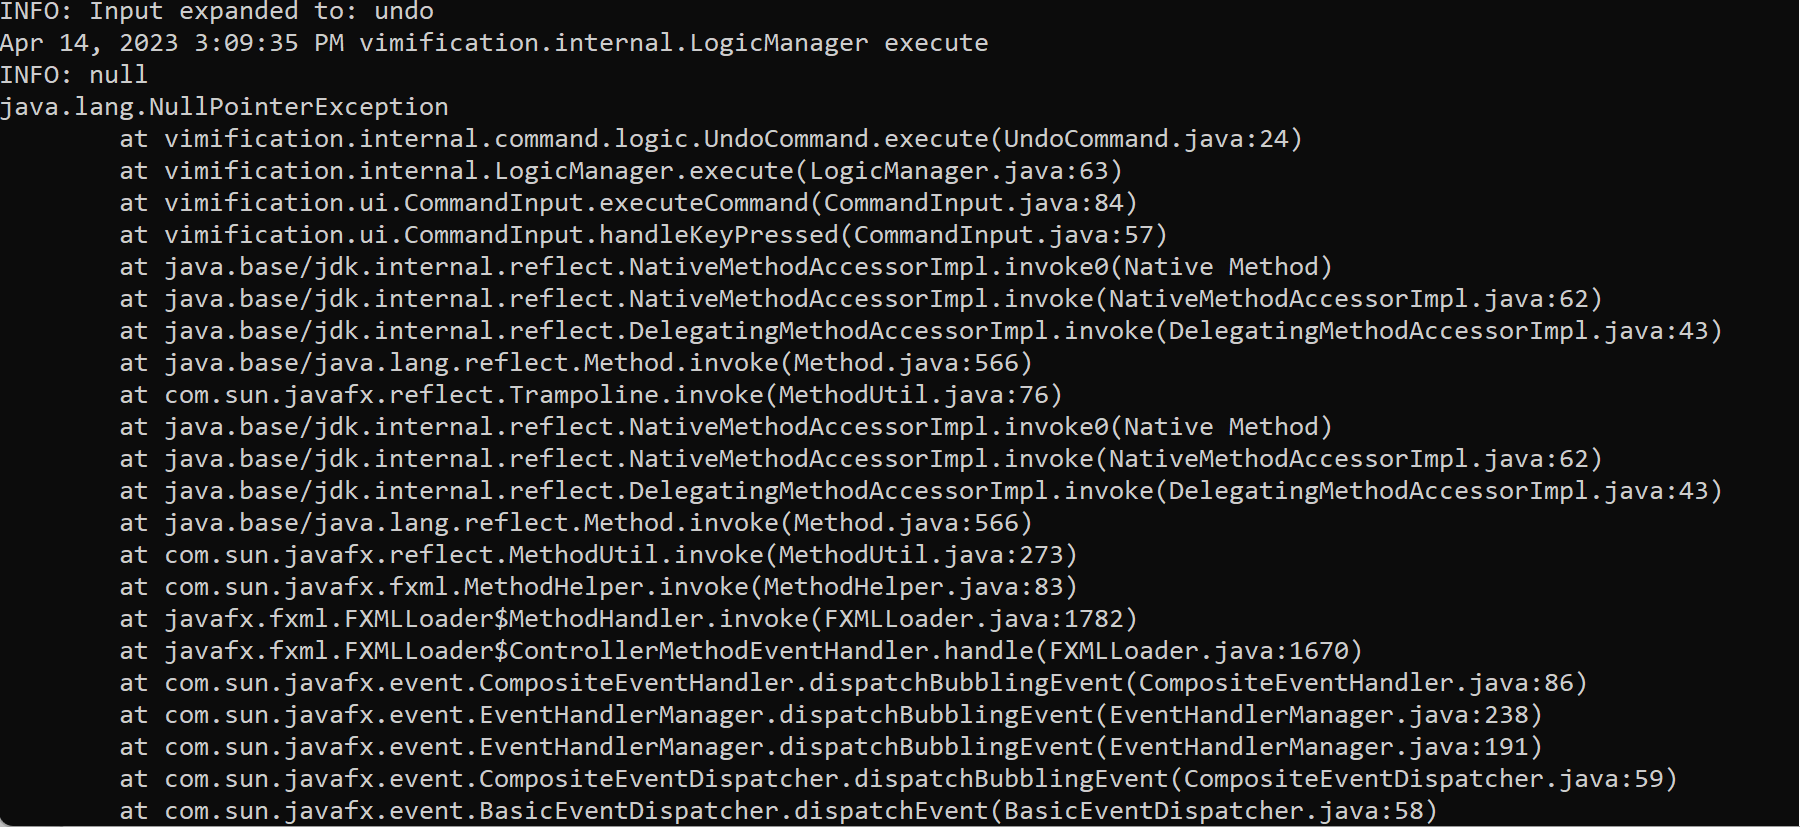 INFO: Input expanded to: undo
Apr 14, 2023 3:09:35 PM vimification.internal.LogicManager execute
INFO: null
java.lang.NullPointerException
        at vimification.internal.command.logic.UndoCommand.execute(UndoCommand.java:24)
        at vimification.internal.LogicManager.execute(LogicManager.java:63)
        at vimification.ui.CommandInput.executeCommand(CommandInput.java:84)
        at vimification.ui.CommandInput.handleKeyPressed(CommandInput.java:57)
        at java.base/jdk.internal.reflect.NativeMethodAccessorImpl.invoke0(Native Method)
        at java.base/jdk.internal.reflect.NativeMethodAccessorImpl.invoke(NativeMethodAccessorImpl.java:62)
        at java.base/jdk.internal.reflect.DelegatingMethodAccessorImpl.invoke(DelegatingMethodAccessorImpl.java:43)
        at java.base/java.lang.reflect.Method.invoke(Method.java:566)
        at com.sun.javafx.reflect.Trampoline.invoke(MethodUtil.java:76)
        at java.base/jdk.internal.reflect.NativeMethodAccessorImpl.invoke0(Native Method)
        at java.base/jdk.internal.reflect.NativeMethodAccessorImpl.invoke(NativeMethodAccessorImpl.java:62)
        at java.base/jdk.internal.reflect.DelegatingMethodAccessorImpl.invoke(DelegatingMethodAccessorImpl.java:43)
        at java.base/java.lang.reflect.Method.invoke(Method.java:566)
        at com.sun.javafx.reflect.MethodUtil.invoke(MethodUtil.java:273)
        at com.sun.javafx.fxml.MethodHelper.invoke(MethodHelper.java:83)
        at javafx.fxml.FXMLLoader$MethodHandler.invoke(FXMLLoader.java:1782)
        at javafx.fxml.FXMLLoader$ControllerMethodEventHandler.handle(FXMLLoader.java:1670)
        at com.sun.javafx.event.CompositeEventHandler.dispatchBubblingEvent(CompositeEventHandler.java:86)
        at com.sun.javafx.event.EventHandlerManager.dispatchBubblingEvent(EventHandlerManager.java:238)
        at com.sun.javafx.event.EventHandlerManager.dispatchBubblingEvent(EventHandlerManager.java:191)
        at com.sun.javafx.event.CompositeEventDispatcher.dispatchBubblingEvent(CompositeEventDispatcher.java:59)
        at com.sun.javafx.event.BasicEventDispatcher.dispatchEvent(BasicEventDispatcher.java:58)